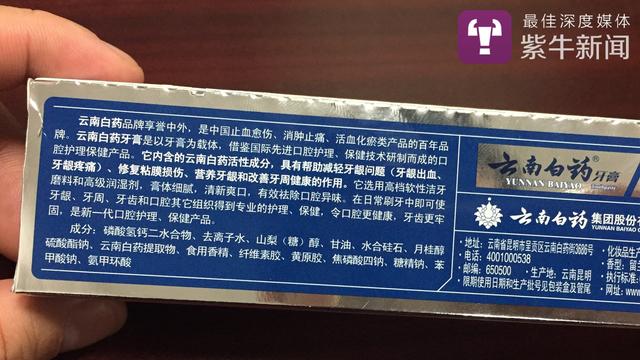 最佳深度媒体
紫牛新闻
云南白药品牌享誉中外，是中国止血愈伤、消肿止痛、活血化瘀类产品的百年品
牌。云南白药牙膏是以牙膏为载体，借鉴国际先进口腔护理、保健技术研制而成的口
腔护理保健产品。它内含的云南白药活性成分，具有帮助减轻牙龈问题（牙龈出血、
牙龈疼痛）、修复粘膜损伤、营养牙龈和改善牙周健康的作用。它选用高档软性洁牙
磨料和高级润湿剂，膏体细腻，清新爽口，有效祛除口腔异味。在日常刷牙中即可使
牙龈、牙周、牙齿和口腔其它组织得到专业的护理、保健，令口腔更健康，牙齿更牢
固，是新一代口腔护理、保健产品。
成分：磷酸氢钙二水合物、去离子水、山梨（糖）醇、甘油、水合硅石、月桂醇
硫酸酯钠、云南白药提取物、食用香精、纤维素胶、黄原胶、焦磷酸四钠、糖精钠、苯
甲酸钠、氨甲环酸
云南白药 牙膏
YUNNAN BAIYAO Toothpaste
云南白药 集团股份有
YUNNAN BAIYAO
·地址：云南省昆明市呈贡区云南白药街3686号
·电话：4001000538
·邮编：650500 ·生产地：云南昆明
·限期使用日期和生产批号见包装盒及管尾
·化妆品生产
·香型：留
·执行标准
·网址：www